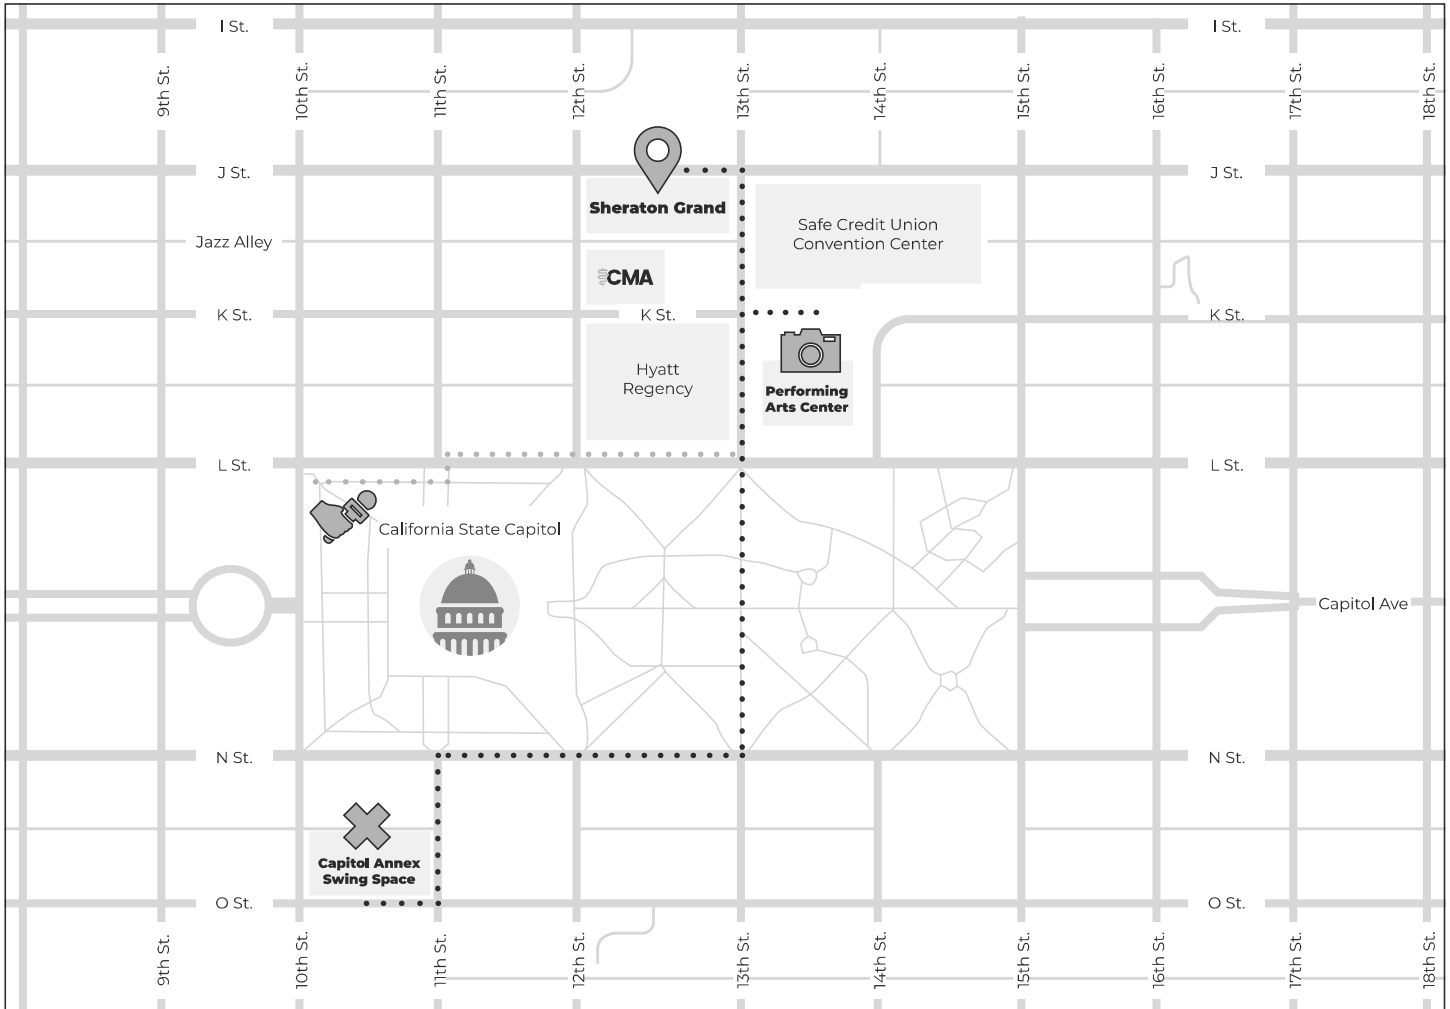 I St.
I St.
9th St.
10th St.
11th St.
12th St.
13th St.
14th St.
15th St.
16th St.
17th St.
18th St.
J St.
J St.
Sheraton Grand
Safe Credit Union
Convention Center
Jazz Alley
CMA
K St.
K St.
K St.
Hyatt
Regency
Performing
Arts Center
L St.
L St.
California State Capitol
Capitol Ave
N St.
N St.
Capitol Annex
Swing Space
O St.
O St.
9th St.
10th St.
11th St.
12th St.
13th St.
14th St.
15th St.
16th St.
17th St.
18th St.